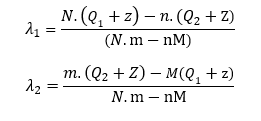 λ₁ = (N. (Q₁ + z) − n. (Q₂ + Z)) / (N. m − nM)
λ₂ = (m. (Q₂ + Z) − M(Q₁ + z)) / (N. m − nM)